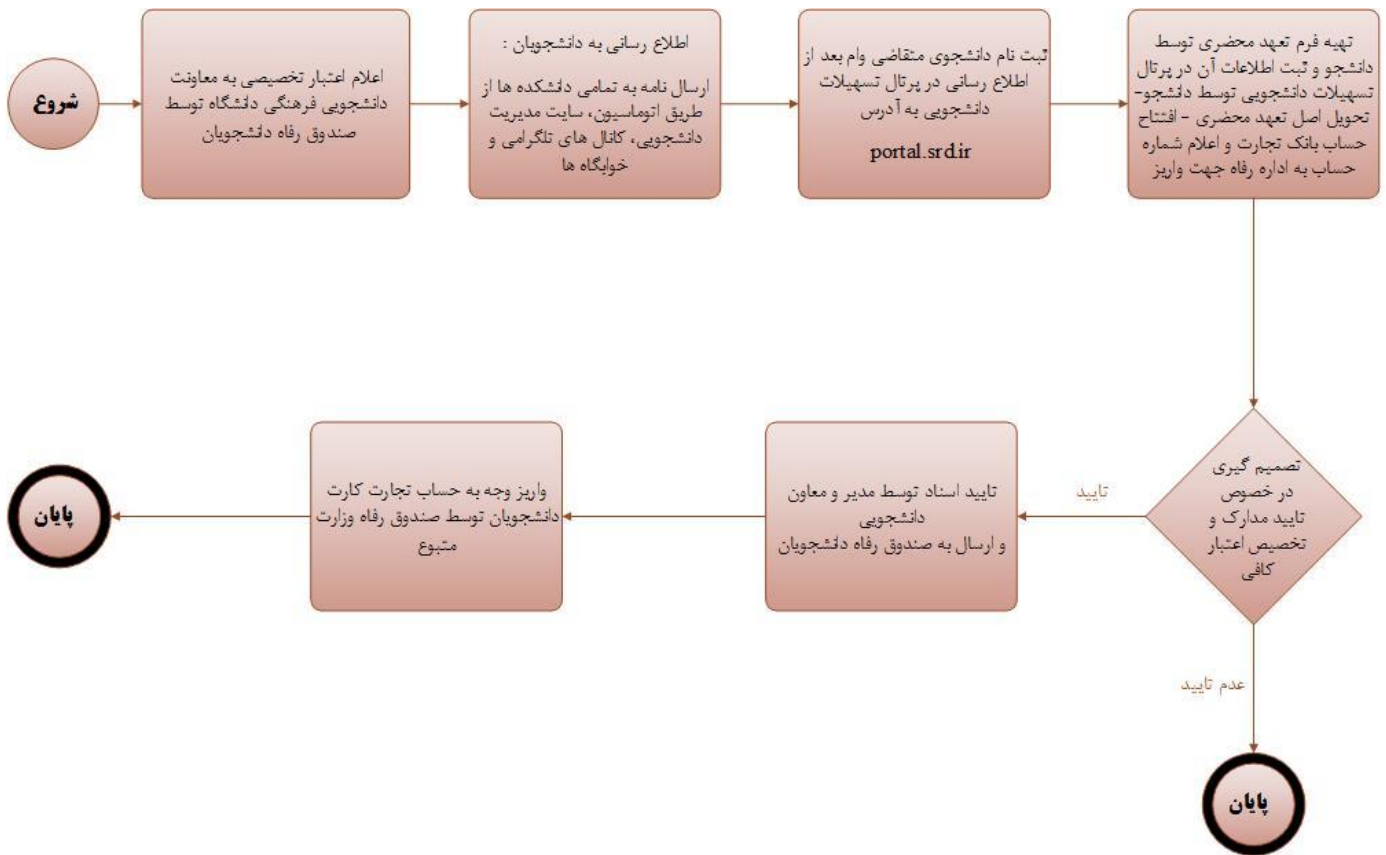 شروع
اعلام اعتبار تخصیصی به معاونت
دانشجویی فرهنگی دانشگاه توسط
صندوق رفاه دانشجویان
اطلاع رسانی به دانشجویان :
ارسال نامه به تمامی دانشکده ها از
طریق اتوماسیون، سایت مدیریت
دانشجویی، کانال های تلگرامی و
خوابگاه ها
ثبت نام دانشجوی متقاضی وام بعد از
اطلاع رسانی در پرتال تسهیلات
دانشجویی به آدرس
portal.srd.ir
تهیه فرم تعهد محضری توسط
دانشجو و ثبت اطلاعات آن در پرتال
تسهیلات دانشجویی توسط دانشجو-
تحویل اصل تعهد محضری - افتتاح
حساب بانک تجارت و اعلام شماره
حساب به اداره رفاه جهت واریز
تصمیم گیری
در خصوص
تایید مدارک و
تخصیص اعتبار
کافی
تایید
تایید اسناد توسط مدیر و معاون
دانشجویی
و ارسال به صندوق رفاه دانشجویان
واریز وجه به حساب تجارت کارت
دانشجویان توسط صندوق رفاه وزارت
متبوع
پایان
عدم تایید
پایان